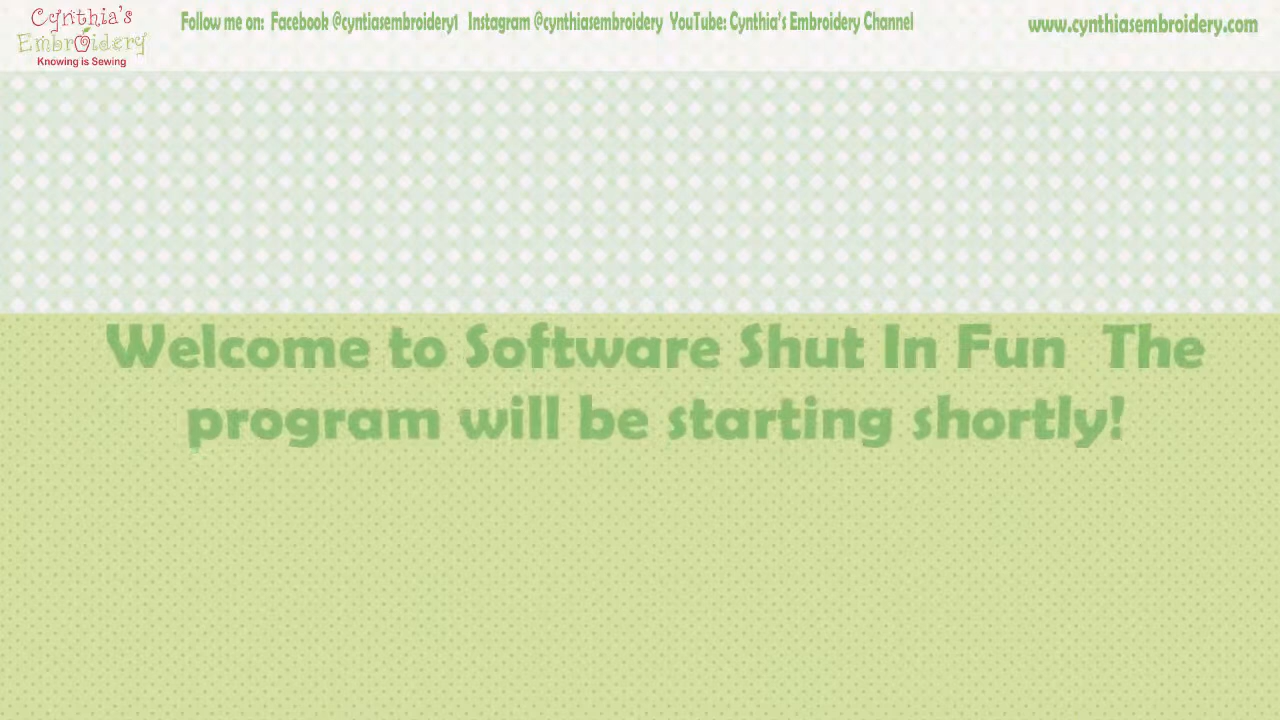 Cynthia's
Embroidery
Knowing is Sewing
Follow me on: Facebook @cyntiasembroidery1 Instagram @cynthiasembroidery YouTube: Cynthia's Embroidery Channel
www.cynthiasembroidery.com
Welcome to Software Shut In Fun The
program will be starting shortly!